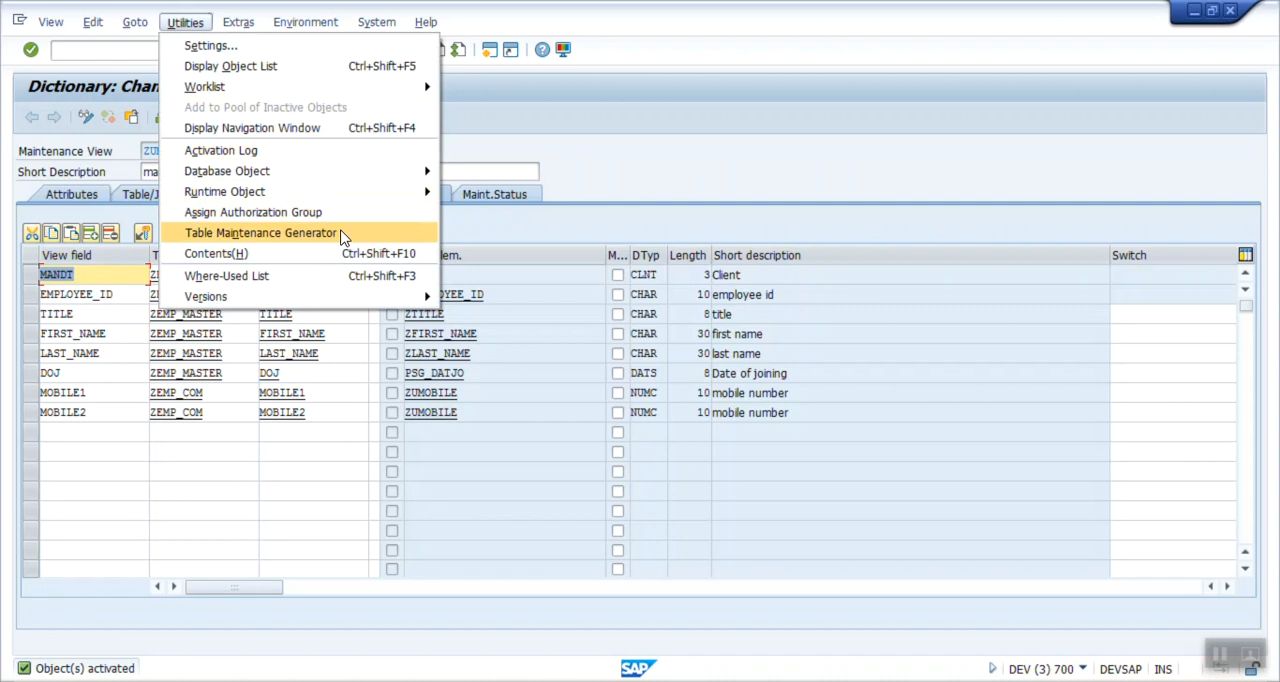 View Edit Goto Utilities Extras Environment System Help
Settings...
Display Object List Ctrl+Shift+F5
Worklist
Add to Pool of Inactive Objects
Display Navigation Window Ctrl+Shift+F4
Activation Log
Database Object
Runtime Object
Assign Authorization Group
Table Maintenance Generator
Contents(H) Ctrl+Shift+F10
Where-Used List Ctrl+Shift+F3
Versions
Dictionary: Chan
Maintenance View
Short Description ma
Attributes Table/J Maint.Status
View field T lem. M... DTyp Length Short description Switch
MANDT CLNT 3 Client
EMPLOYEE_ID YEE_ID CHAR 10 employee id
TITLE ZEMP_MASTER TITLE ZTITLE CHAR 8 title
FIRST_NAME ZEMP_MASTER FIRST_NAME ZFIRST_NAME CHAR 30 first name
LAST_NAME ZEMP_MASTER LAST_NAME ZLAST_NAME CHAR 30 last name
DOJ ZEMP_MASTER DOJ PSG_DATJO DATS 8 Date of joining
MOBILE1 ZEMP_COM MOBILE1 ZUMOBILE NUMC 10 mobile number
MOBILE2 ZEMP_COM MOBILE2 ZUMOBILE NUMC 10 mobile number
Object(s) activated SAP DEV (3) 700 DEVSAP INS